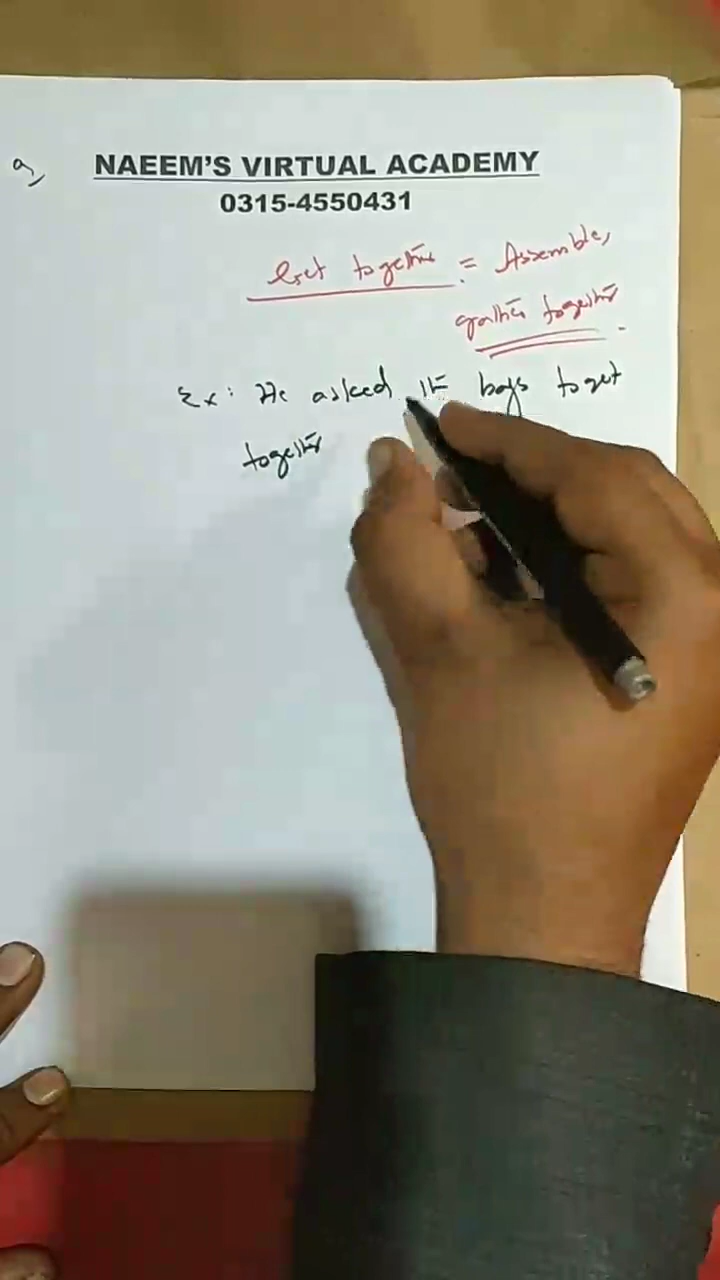 NAEEM'S VIRTUAL ACADEMY
0315-4550431
Get together = Assemble,
gather together.
Ex: He asked the boys to get
together